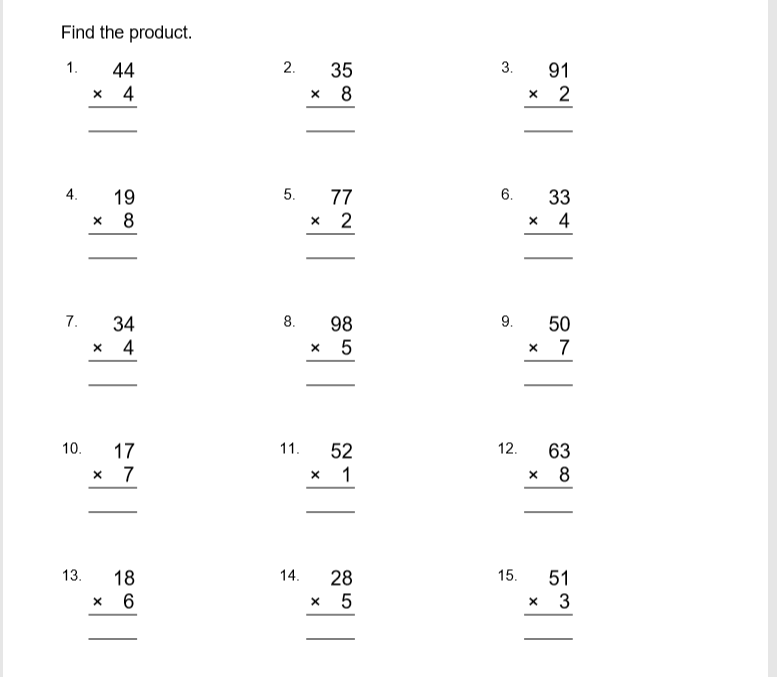 Find the product.
1. 44 2. 35 3. 91
× 4 × 8 × 2
4. 19 5. 77 6. 33
× 8 × 2 × 4
7. 34 8. 98 9. 50
× 4 × 5 × 7
10. 17 11. 52 12. 63
× 7 × 1 × 8
13. 18 14. 28 15. 51
× 6 × 5 × 3